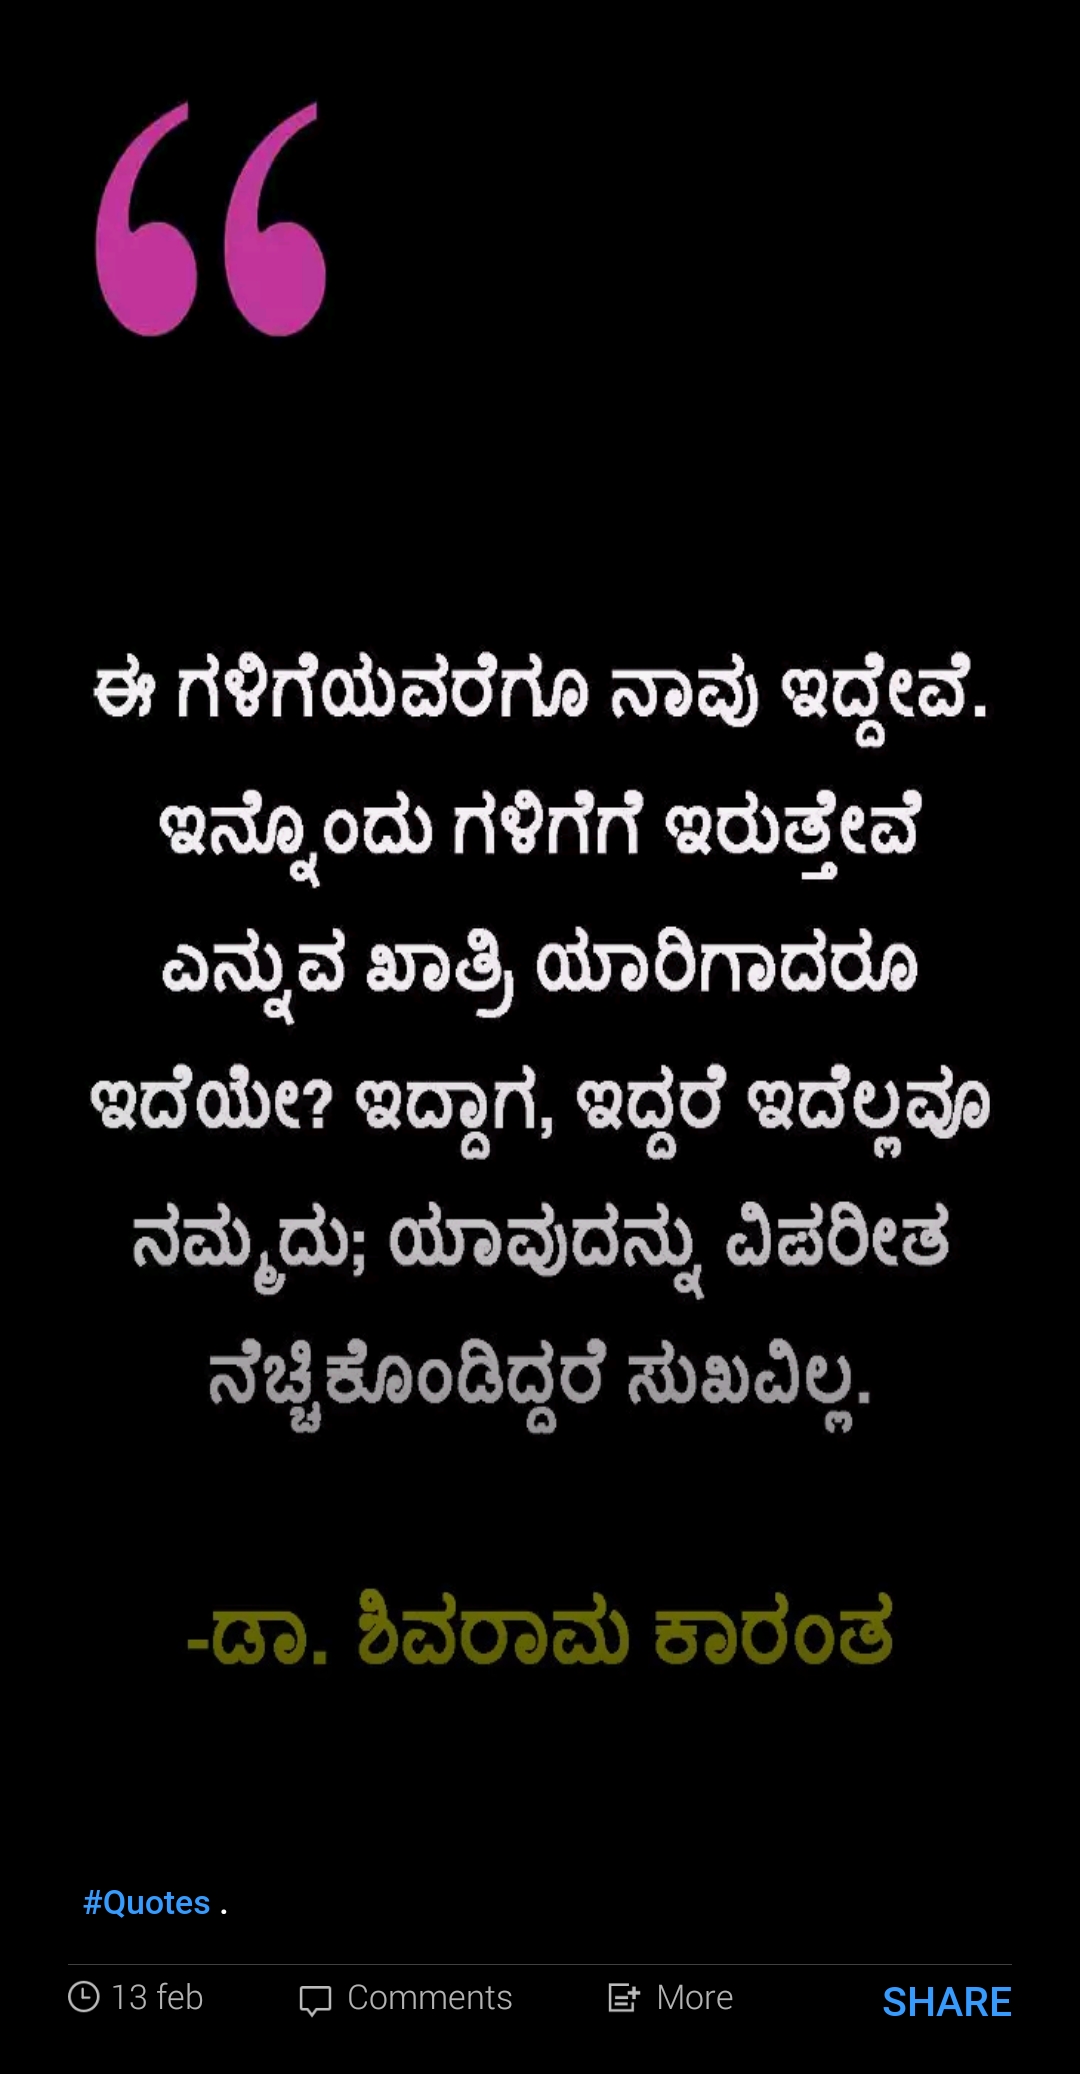 “
ಈ ಗಳಿಗೆಯವರೆಗೂ ನಾವು ಇದ್ದೇವೆ.
ಇನ್ನೊಂದು ಗಳಿಗೆಗೆ ಇರುತ್ತೇವೆ
ಎನ್ನುವ ಖಾತ್ರಿ ಯಾರಿಗಾದರೂ
ಇದೆಯೇ? ಇದ್ದಾಗ, ಇದ್ದರೆ ಇದೆಲ್ಲವೂ
ನಮ್ಮದು; ಯಾವುದನ್ನು ವಿಪರೀತ
ನೆಚ್ಚಿಕೊಂಡಿದ್ದರೆ ಸುಖವಿಲ್ಲ.
-ಡಾ. ಶಿವರಾಮ ಕಾರಂತ
#Quotes .
13 feb Comments More SHARE